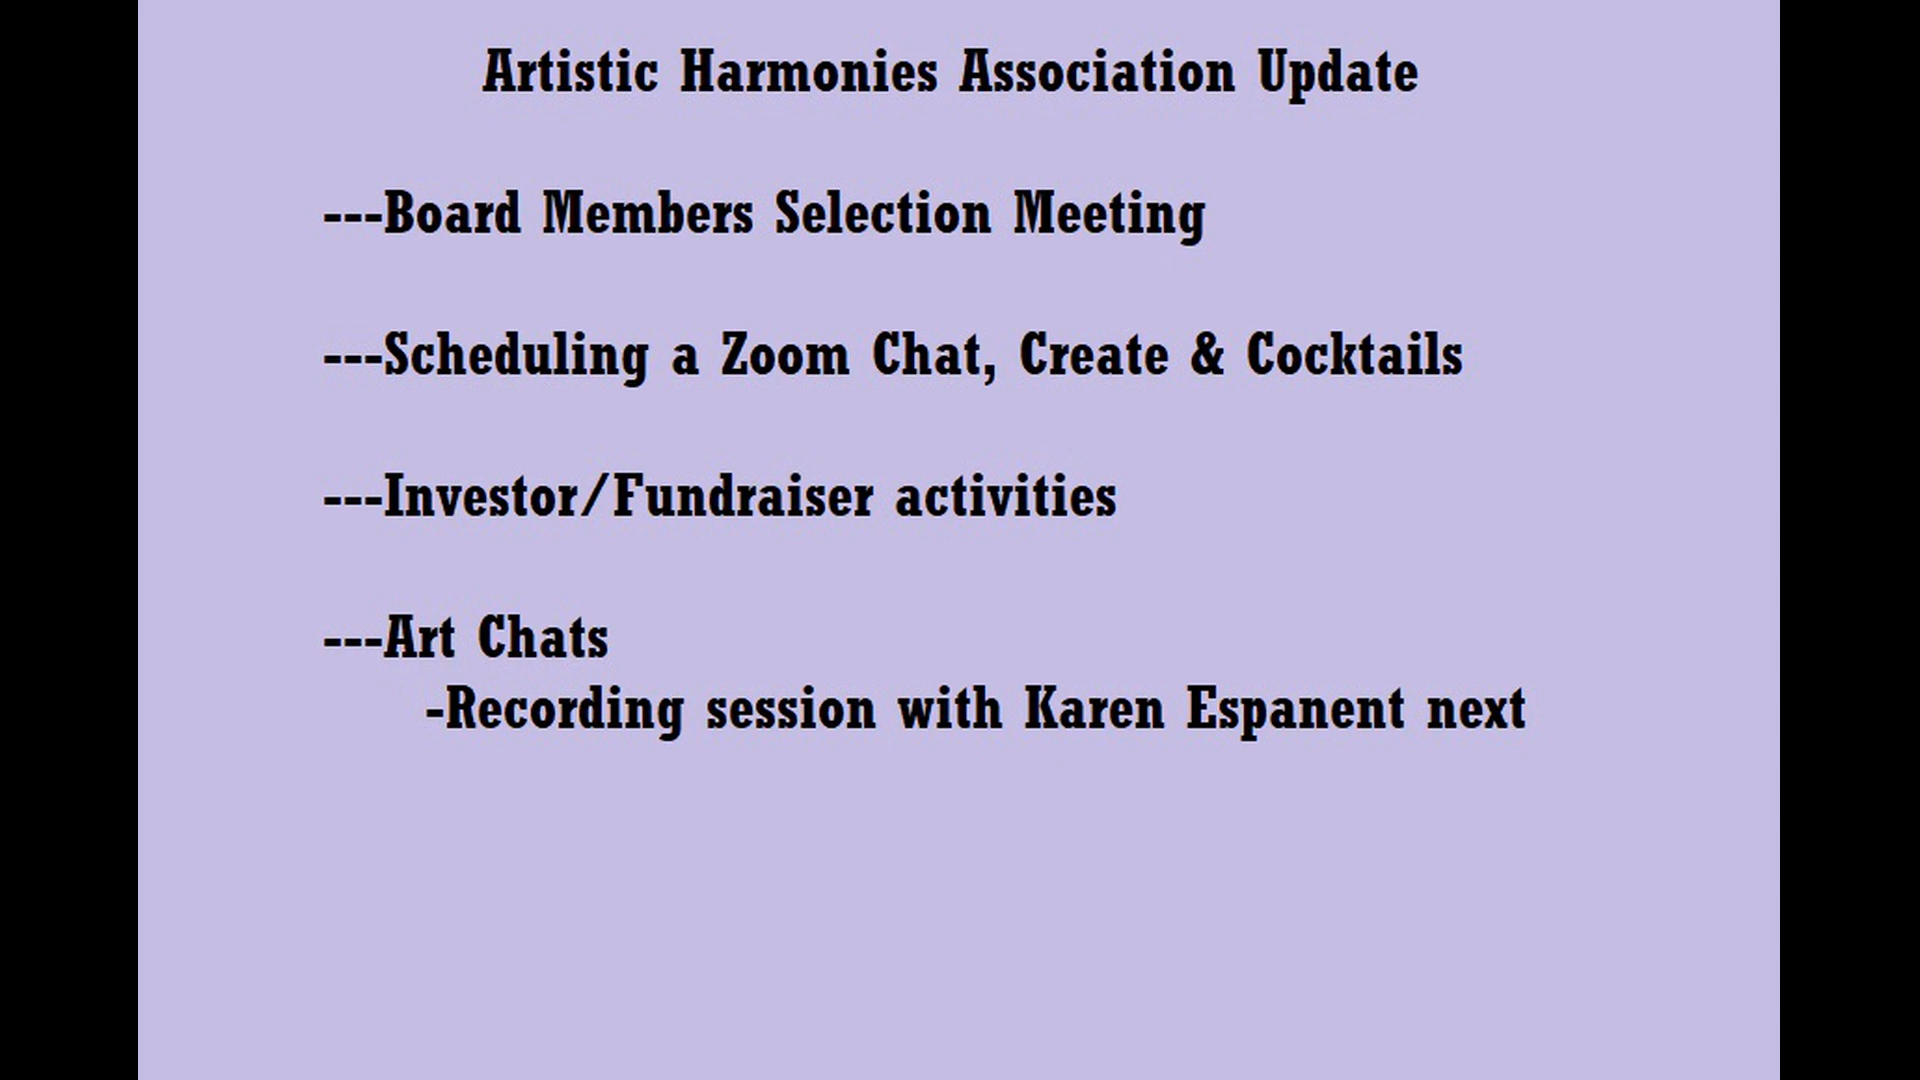 Artistic Harmonies Association Update
---Board Members Selection Meeting
---Scheduling a Zoom Chat, Create & Cocktails
---Investor/Fundraiser activities
---Art Chats
-Recording session with Karen Espanent next